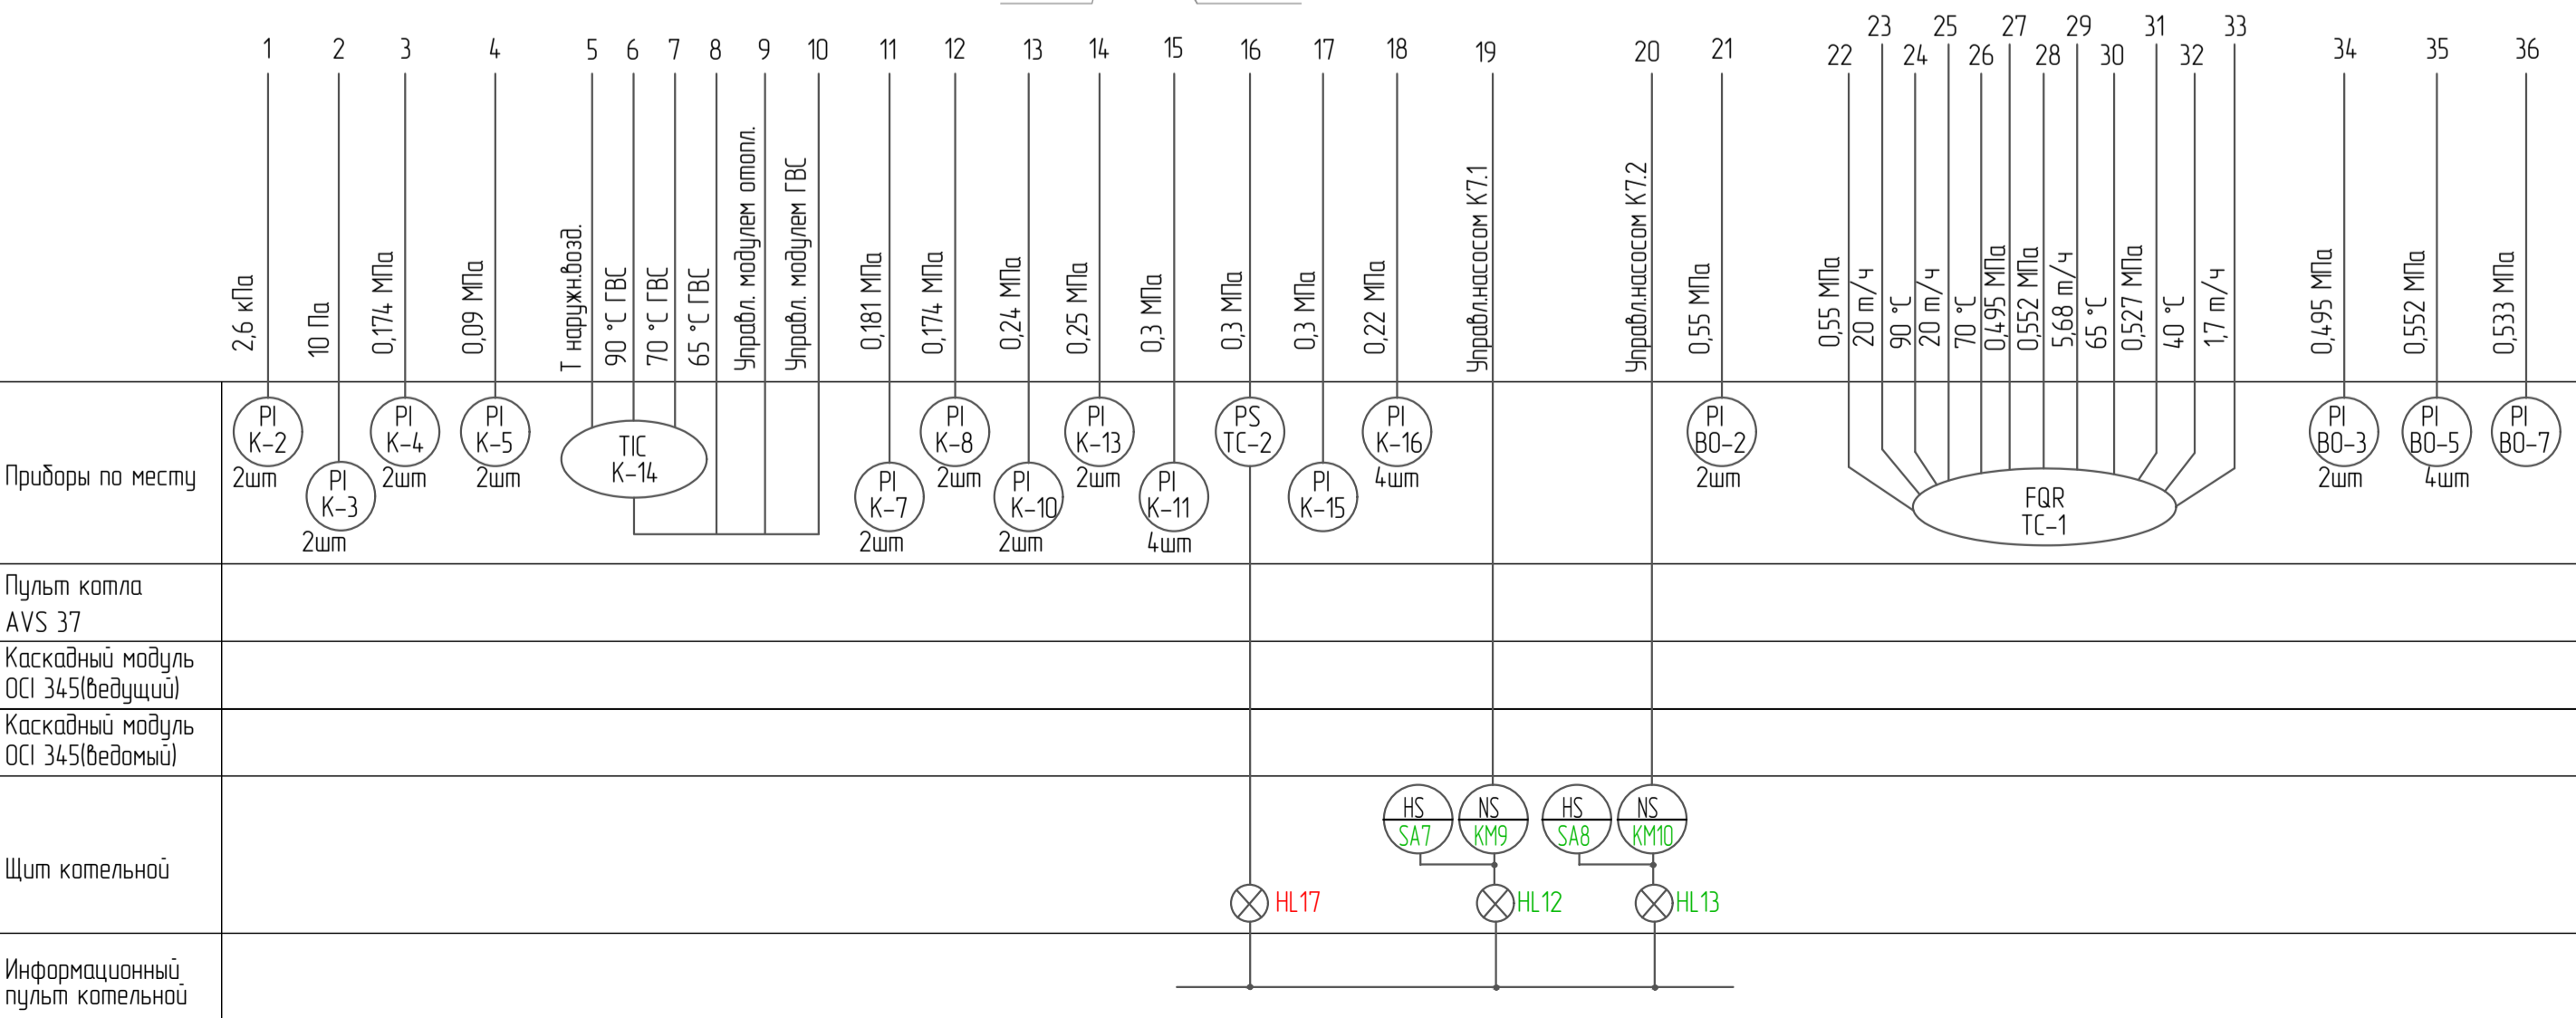 1 2 3 4 5 6 7 8 9 10 11 12 13 14 15 16 17 18 19 20 21 22 23 24 25 26 27 28 29 30 31 32 33 34 35 36
2,6 кПа
10 Па
0,174 МПа
0,09 МПа
Т наружн.возд.
90 °С ГВС
70 °С ГВС
65 °С ГВС
Управл. модулем отопл.
Управл. модулем ГВС
0,181 МПа
0,174 МПа
0,24 МПа
0,25 МПа
0,3 МПа
0,3 МПа
0,3 МПа
0,22 МПа
Управл.насосом К7.1
Управл.насосом К7.2
0,55 МПа
0,55 МПа
20 т/ч
90 °С
20 т/ч
70 °С
0,495 МПа
0,552 МПа
5,68 т/ч
65 °С
0,527 МПа
40 °С
1,7 т/ч
0,495 МПа
0,552 МПа
0,533 МПа
Приборы по месту
PI
К-2
2шт
PI
К-3
2шт
PI
К-4
2шт
PI
К-5
2шт
TIC
К-14
PI
К-7
2шт
PI
К-8
2шт
PI
К-10
2шт
PI
К-13
2шт
PI
К-11
4шт
PS
ТС-2
PI
К-15
PI
К-16
4шт
PI
ВО-2
2шт
FQR
ТС-1
PI
ВО-3
2шт
PI
ВО-5
4шт
PI
ВО-7
Пульт котла
AVS 37
Каскадный модуль
OCI 345(ведущий)
Каскадный модуль
OCI 345(ведомый)
Щит котельной
HS
SA7
NS
KM9
HS
SA8
NS
KM10
HL17
HL12
HL13
Информационный
пульт котельной